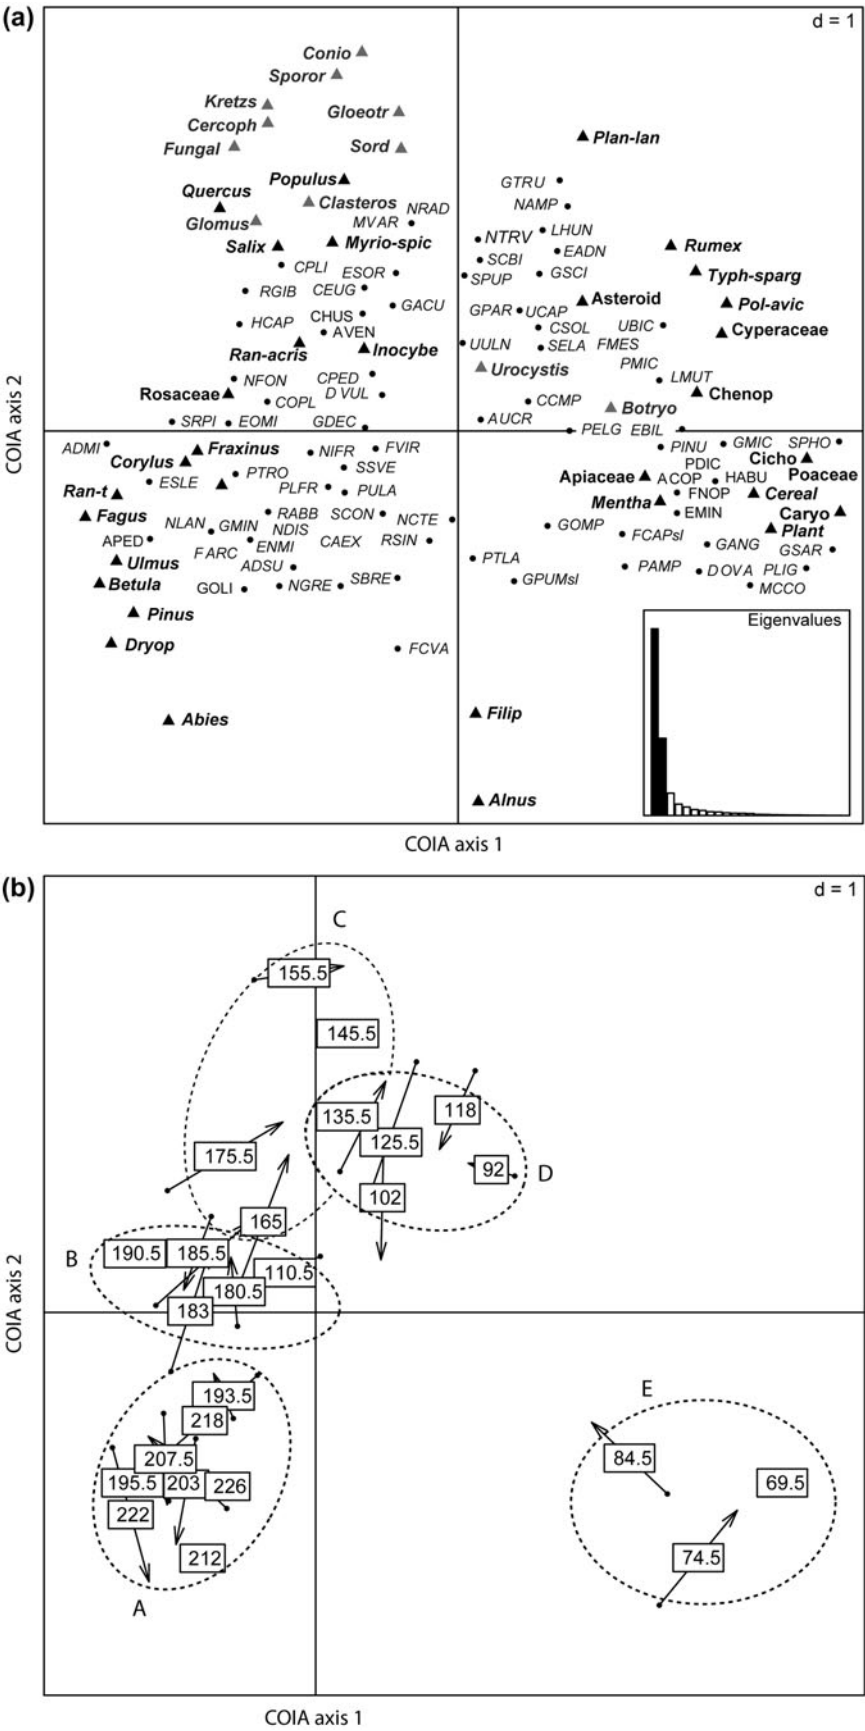 (a)
d = 1
Conio
Sporor
Kretzs
Gloeotr
Cercoph
Plan-lan
Fungal
Sord
Populus
GTRU
Quercus
Clasteros
NRAD
NAMP
Glomus
MVAR
LHUN
Salix
Myrio-spic
NTRV
Rumex
EADN
SCBI
CPLI
ESOR
SPUP
GSCI
Typh-sparg
RGIB
CEUG
Asteroid
Pol-avic
GACU
GPAR
UCAP
HCAP
CHUS
CSOL
UBIC
Cyperaceae
AVEN
Ran-acris
Inocybe
UULN
SELA
FMES
PMIC
Urocystis
NFON
CPED
LMUT
Rosaceae
COPL
DVUL
CCMP
Botryo
Chenop
SRPI
EOMI
GDEC
AUCR
PELG
EBIL
COIA axis 2
ADMI
Fraxinus
NIFR
FVIR
PINU
GMIC
SPHO
Corylus
SSVE
PDIC
Cicho
ESLE
PTRO
Apiaceae
ACOP
HABU
Poaceae
Ran-t
PLFR
PULA
Mentha
FNOP
Cereal
Fagus
RABB
SCON
NCTE
EMIN
Caryo
NLAN
GMIN
NDIS
GOMP
FCAPsl
Plant
APED
FARC
ENMI
CAEX
RSIN
GANG
GSAR
Ulmus
ADSU
PTLA
PAMP
DOVA
PLIG
Betula
GOLI
NGRE
SBRE
GPUMsl
MCCO
Pinus
Eigenvalues
Dryop
FCVA
Abies
Filip
Alnus
COIA axis 1
(b)
d = 1
C
155.5
145.5
135.5
118
125.5
175.5
92
D
102
165
B
190.5
185.5
110.5
180.5
183
COIA axis 2
193.5
E
218
207.5
84.5
195.5
203
226
69.5
222
212
74.5
A
COIA axis 1